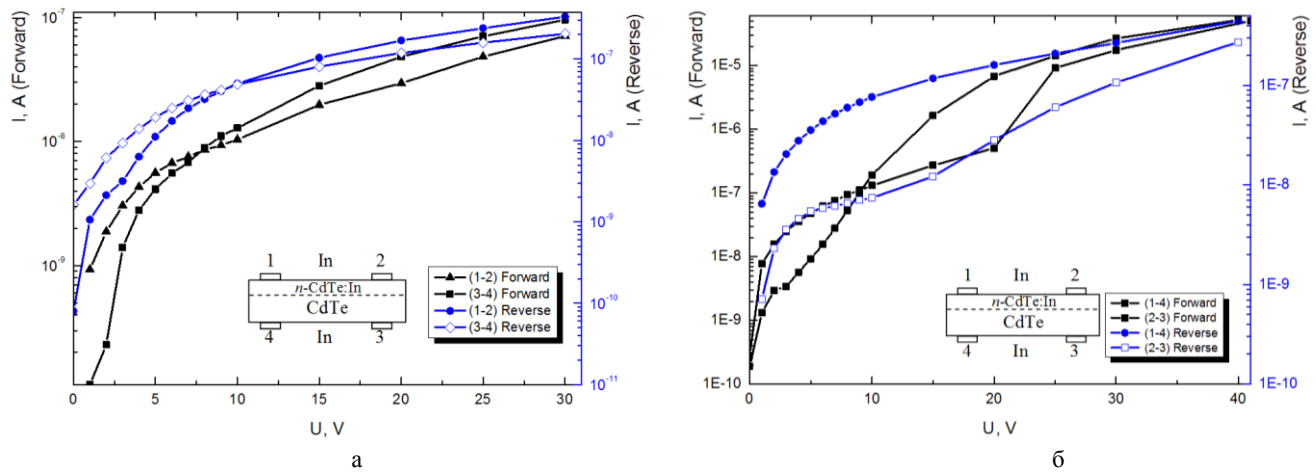 I, A (Forward)
10⁻⁷
10⁻⁸
10⁻⁹
10⁻⁷
10⁻⁸
10⁻⁹
10⁻¹⁰
10⁻¹¹
I, A (Reverse)
1 In 2
n-CdTe:In
CdTe
4 In 3
(1-2) Forward
(3-4) Forward
(1-2) Reverse
(3-4) Reverse
0 5 10 15 20 25 30
U, V
а
I, A (Forward)
1E-5
1E-6
1E-7
1E-8
1E-9
1E-10
1E-7
1E-8
1E-9
1E-10
I, A (Reverse)
1 In 2
n-CdTe:In
CdTe
4 In 3
(1-4) Forward
(2-3) Forward
(1-4) Reverse
(2-3) Reverse
0 10 20 30 40
U, V
б